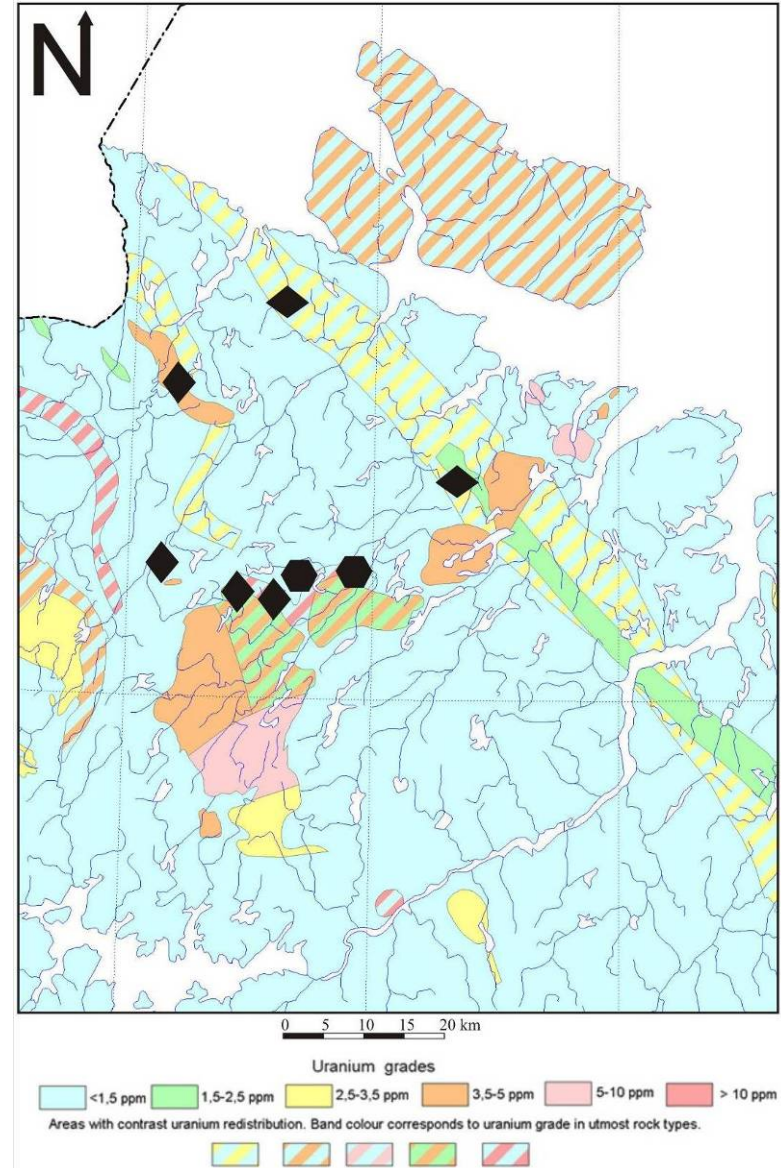 N
0 5 10 15 20 km
Uranium grades
<1,5 ppm 1,5-2,5 ppm 2,5-3,5 ppm 3,5-5 ppm 5-10 ppm > 10 ppm
Areas with contrast uranium redistribution. Band colour corresponds to uranium grade in utmost rock types.